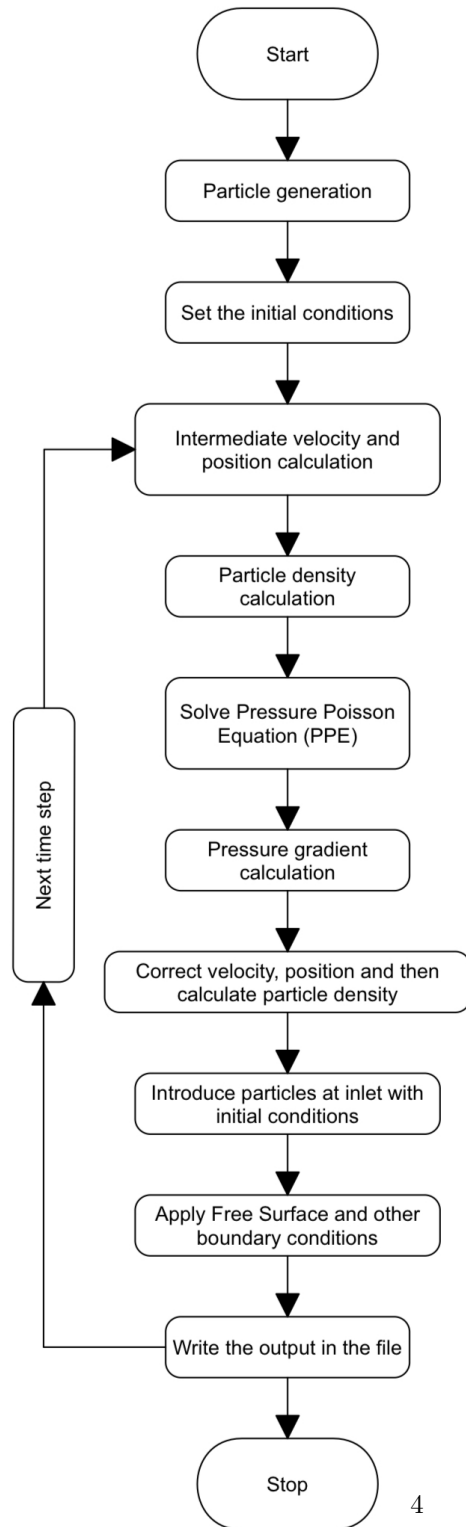 Start
Particle generation
Set the initial conditions
Intermediate velocity and
position calculation
Particle density
calculation
Solve Pressure Poisson
Equation (PPE)
Next time step
Pressure gradient
calculation
Correct velocity, position and then
calculate particle density
Introduce particles at inlet with
initial conditions
Apply Free Surface and other
boundary conditions
Write the output in the file
Stop
4